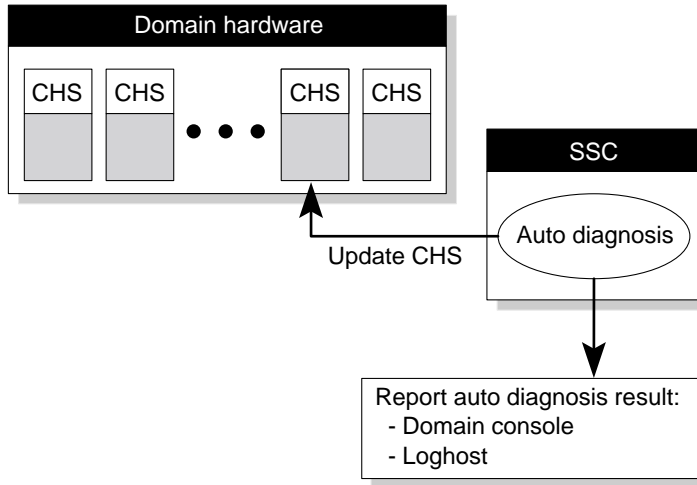 Domain hardware
CHS CHS CHS CHS
SSC
Auto diagnosis
Update CHS
Report auto diagnosis result:
- Domain console
- Loghost